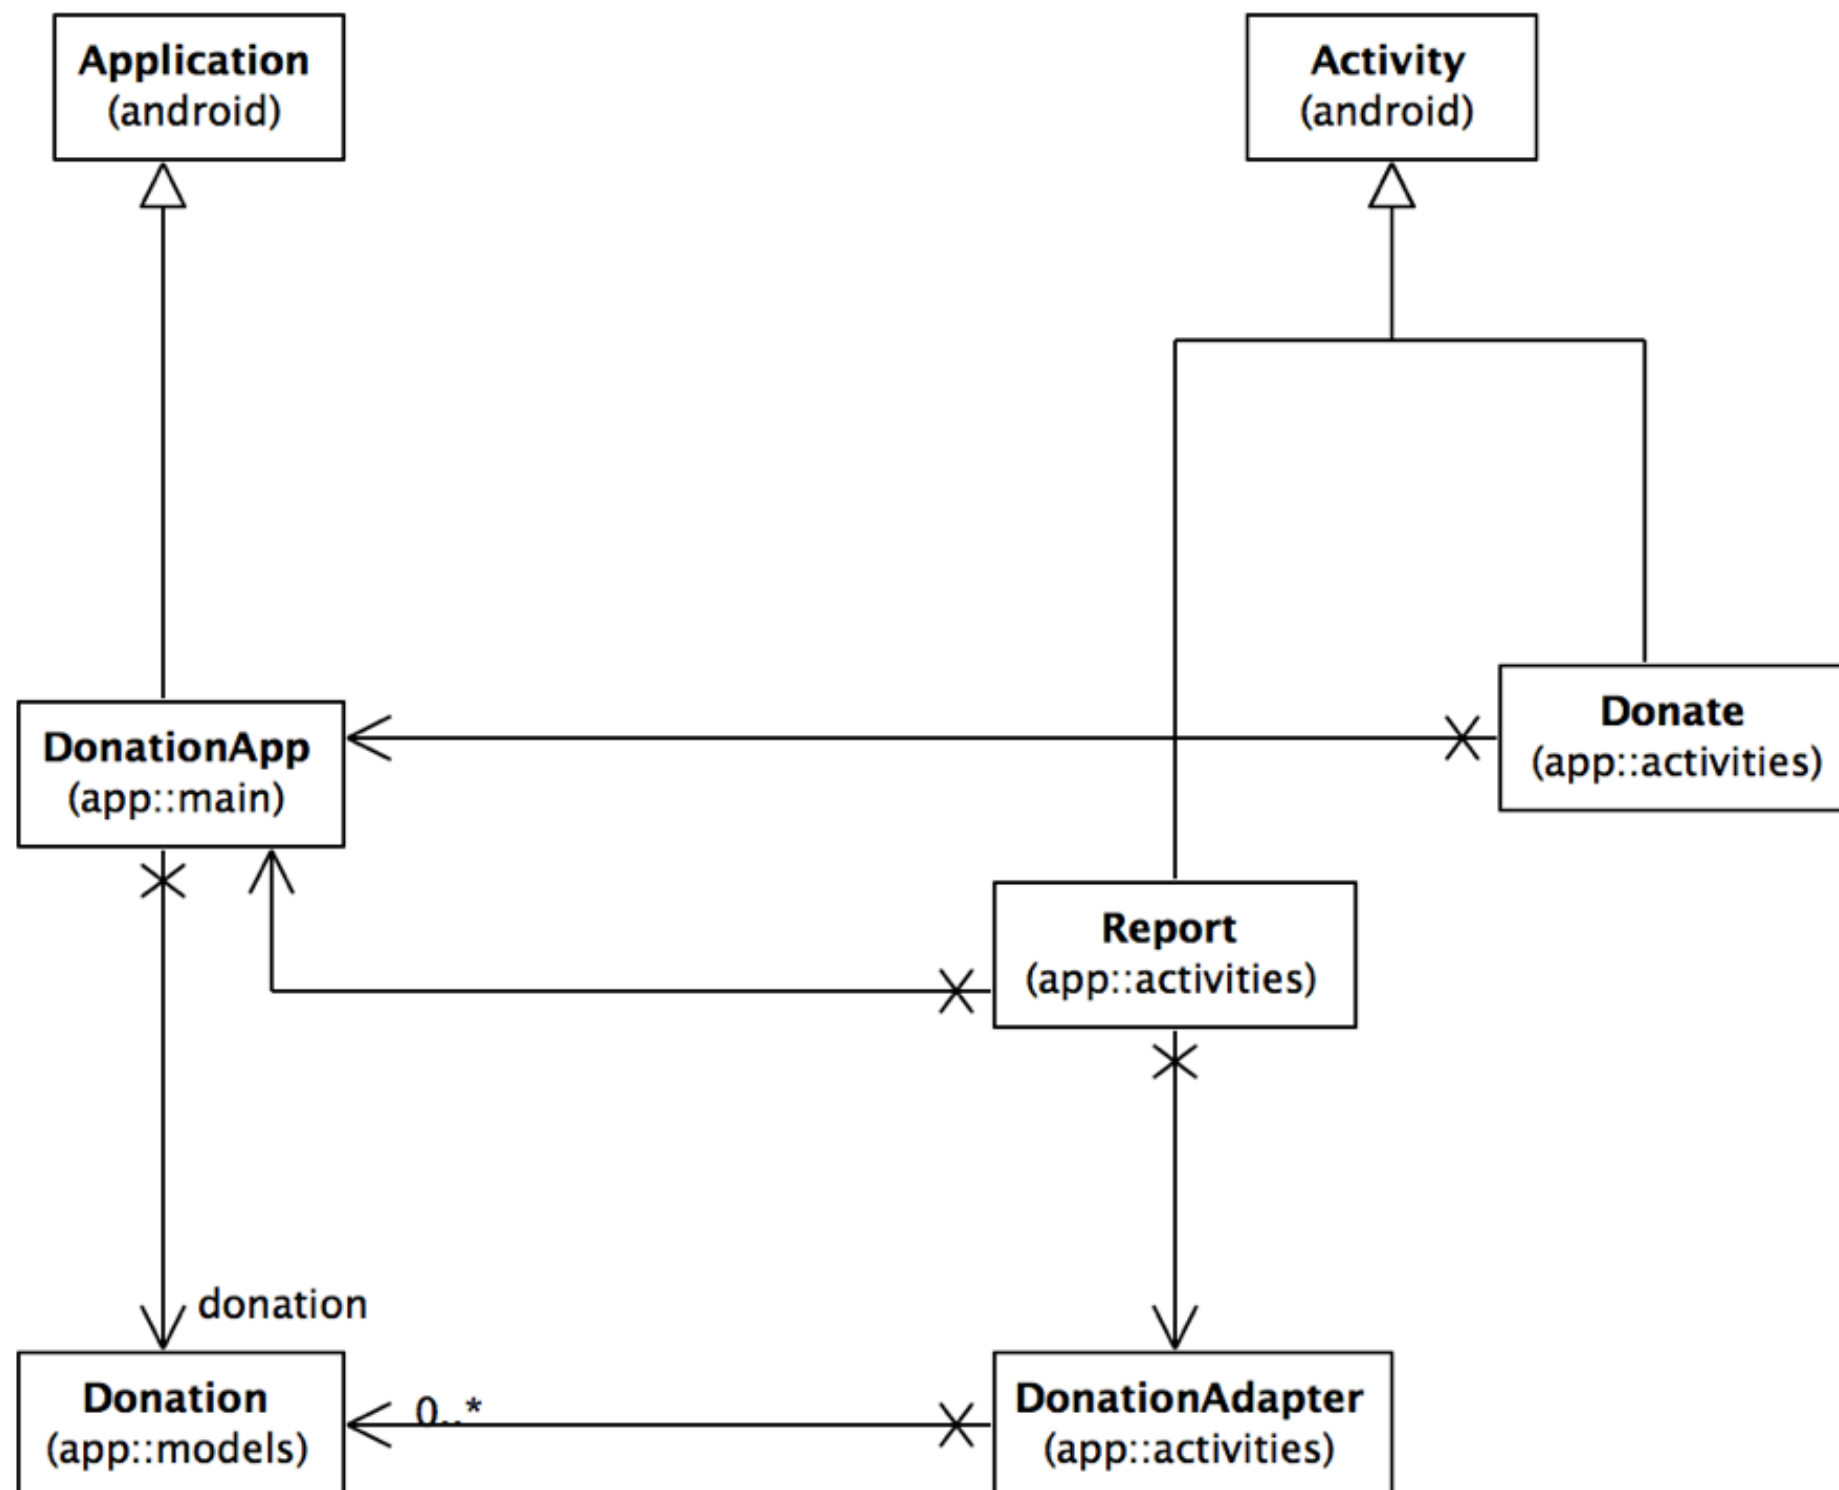 Application
(android)
Activity
(android)
DonationApp
(app::main)
Donate
(app::activities)
Report
(app::activities)
donation
Donation
(app::models)
0..*
DonationAdapter
(app::activities)